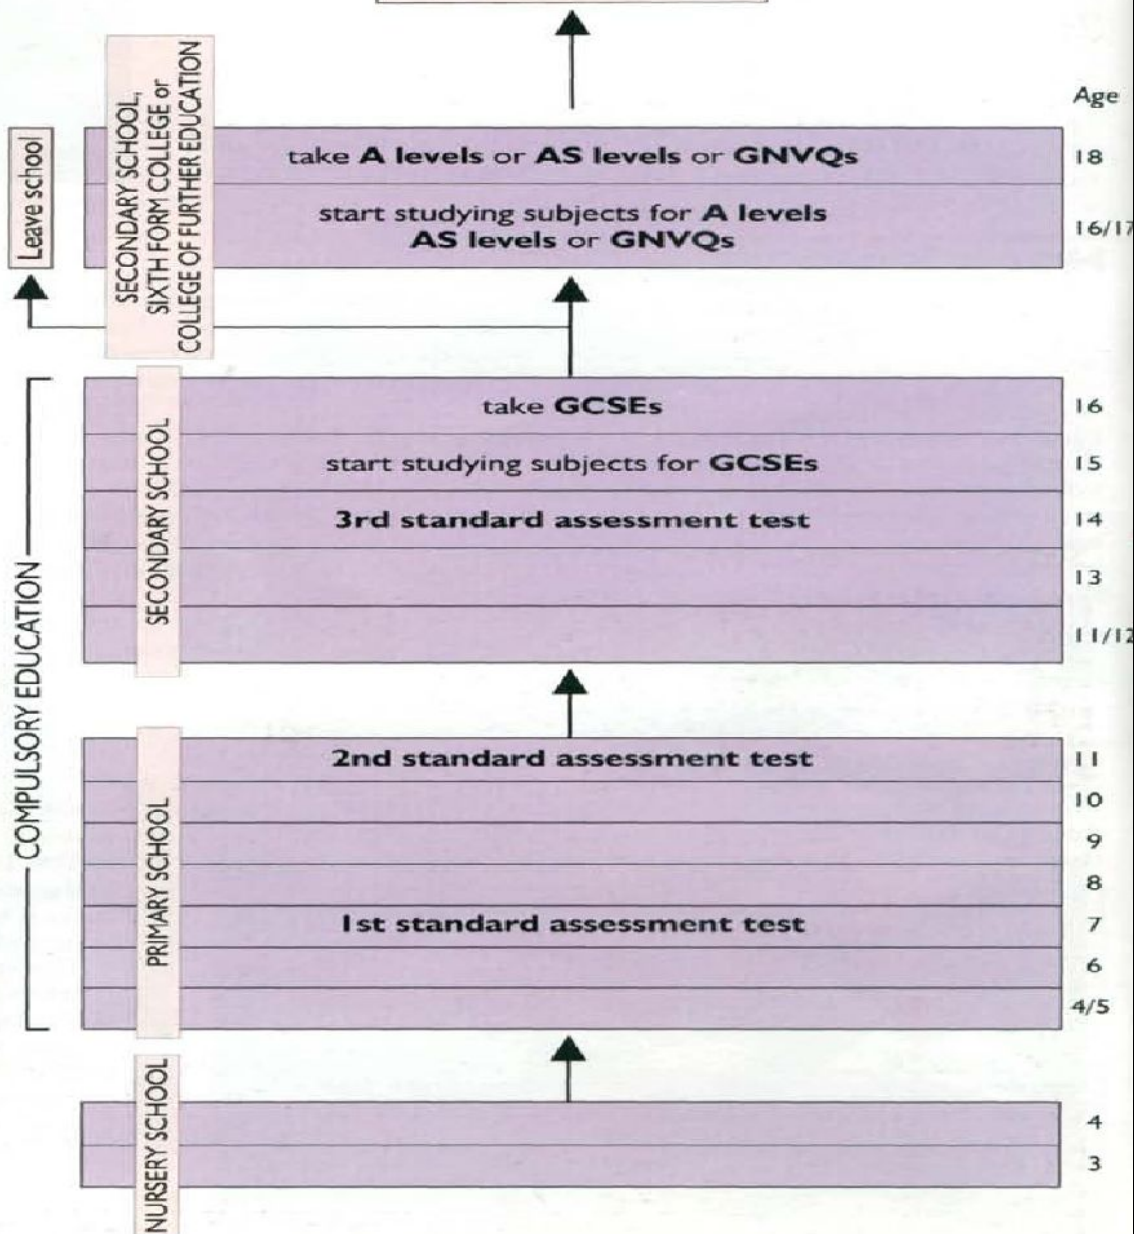 Age
Leave school
SECONDARY SCHOOL,
SIXTH FORM COLLEGE or
COLLEGE OF FURTHER EDUCATION
take A levels or AS levels or GNVQs
18
start studying subjects for A levels
AS levels or GNVQs
16/17
COMPULSORY EDUCATION
SECONDARY SCHOOL
take GCSEs
16
start studying subjects for GCSEs
15
3rd standard assessment test
14
13
11/12
PRIMARY SCHOOL
2nd standard assessment test
11
10
9
8
1st standard assessment test
7
6
4/5
NURSERY SCHOOL
4
3